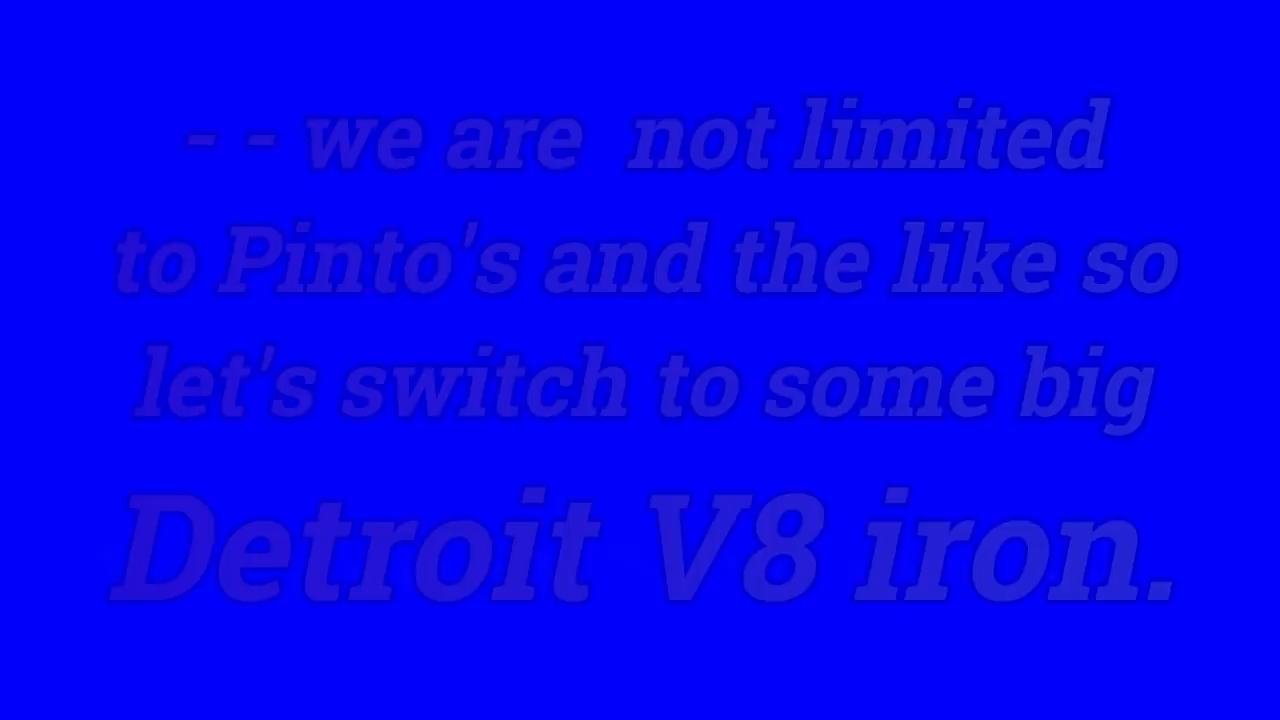 - - we are  not limited
to Pinto's and the like so
let's switch to some big
Detroit V8 iron.